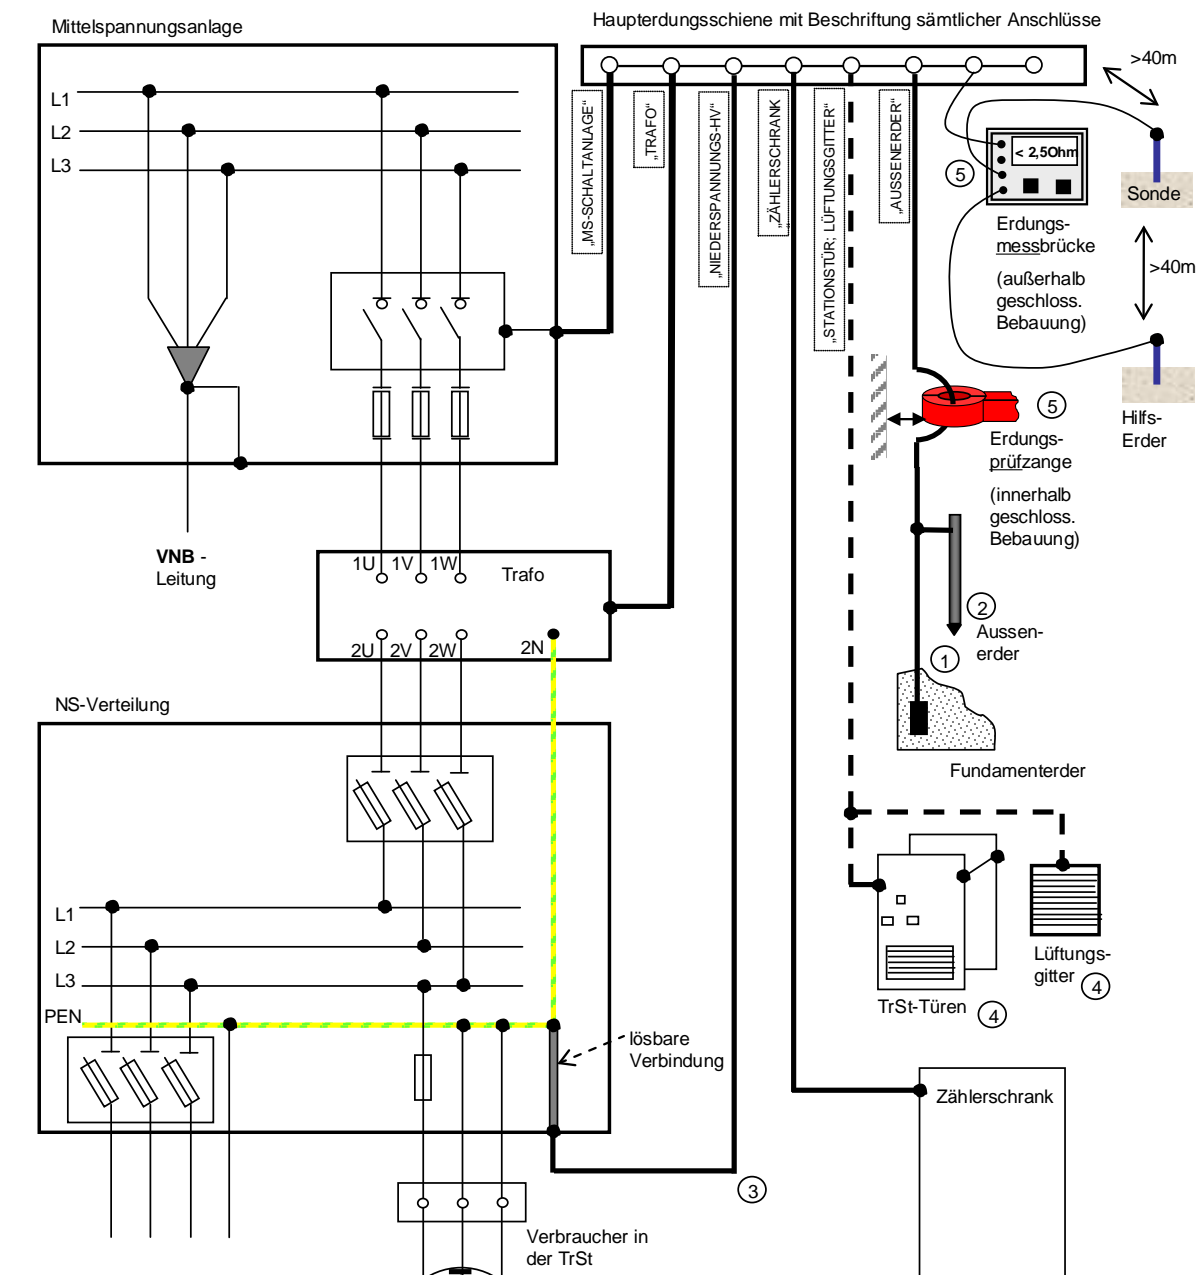 Mittelspannungsanlage
Haupterdungsschiene mit Beschriftung sämtlicher Anschlüsse
>40m
L1
L2
L3
„MS-SCHALTANLAGE"
„TRAFO"
„NIEDERSPANNUNGS-HV"
„ZÄHLERSCHRANK
„STATIONSTÜR; LÜFTUNGSGITTER"
„AUSSENERDER"
< 2,5Ohm
5
Sonde
Erdungs-
messbrücke
(außerhalb
geschloss.
Bebauung)
>40m
Hilfs-
Erder
5
Erdungs-
prüfzange
(innerhalb
geschloss.
Bebauung)
VNB -
Leitung
1U
1V
1W
Trafo
2U
2V
2W
2N
2
Aussen-
erder
1
Fundamenterder
NS-Verteilung
L1
L2
L3
PEN
lösbare
Verbindung
Lüftungs-
gitter
4
TrSt-Türen
4
Zählerschrank
3
Verbraucher in
der TrSt